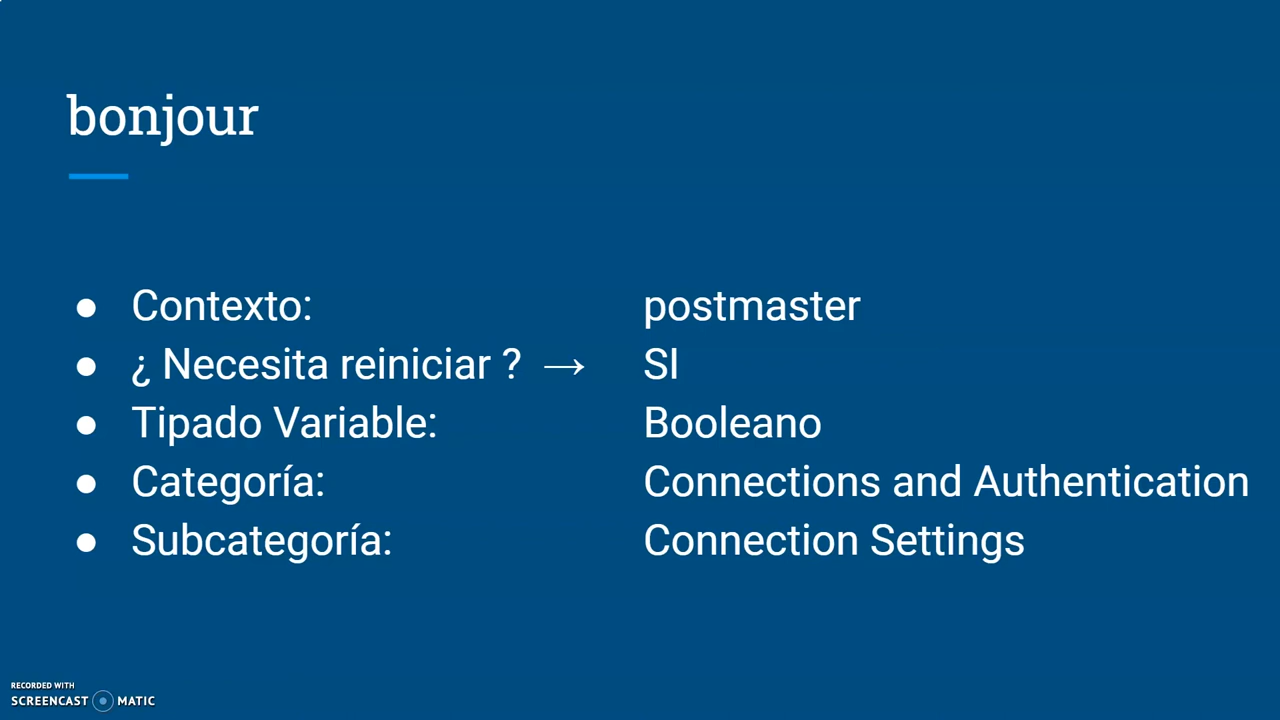 bonjour
● Contexto: postmaster
● ¿ Necesita reiniciar ? → SI
● Tipado Variable: Booleano
● Categoría: Connections and Authentication
● Subcategoría: Connection Settings
RECORDED WITH
SCREENCAST MATIC